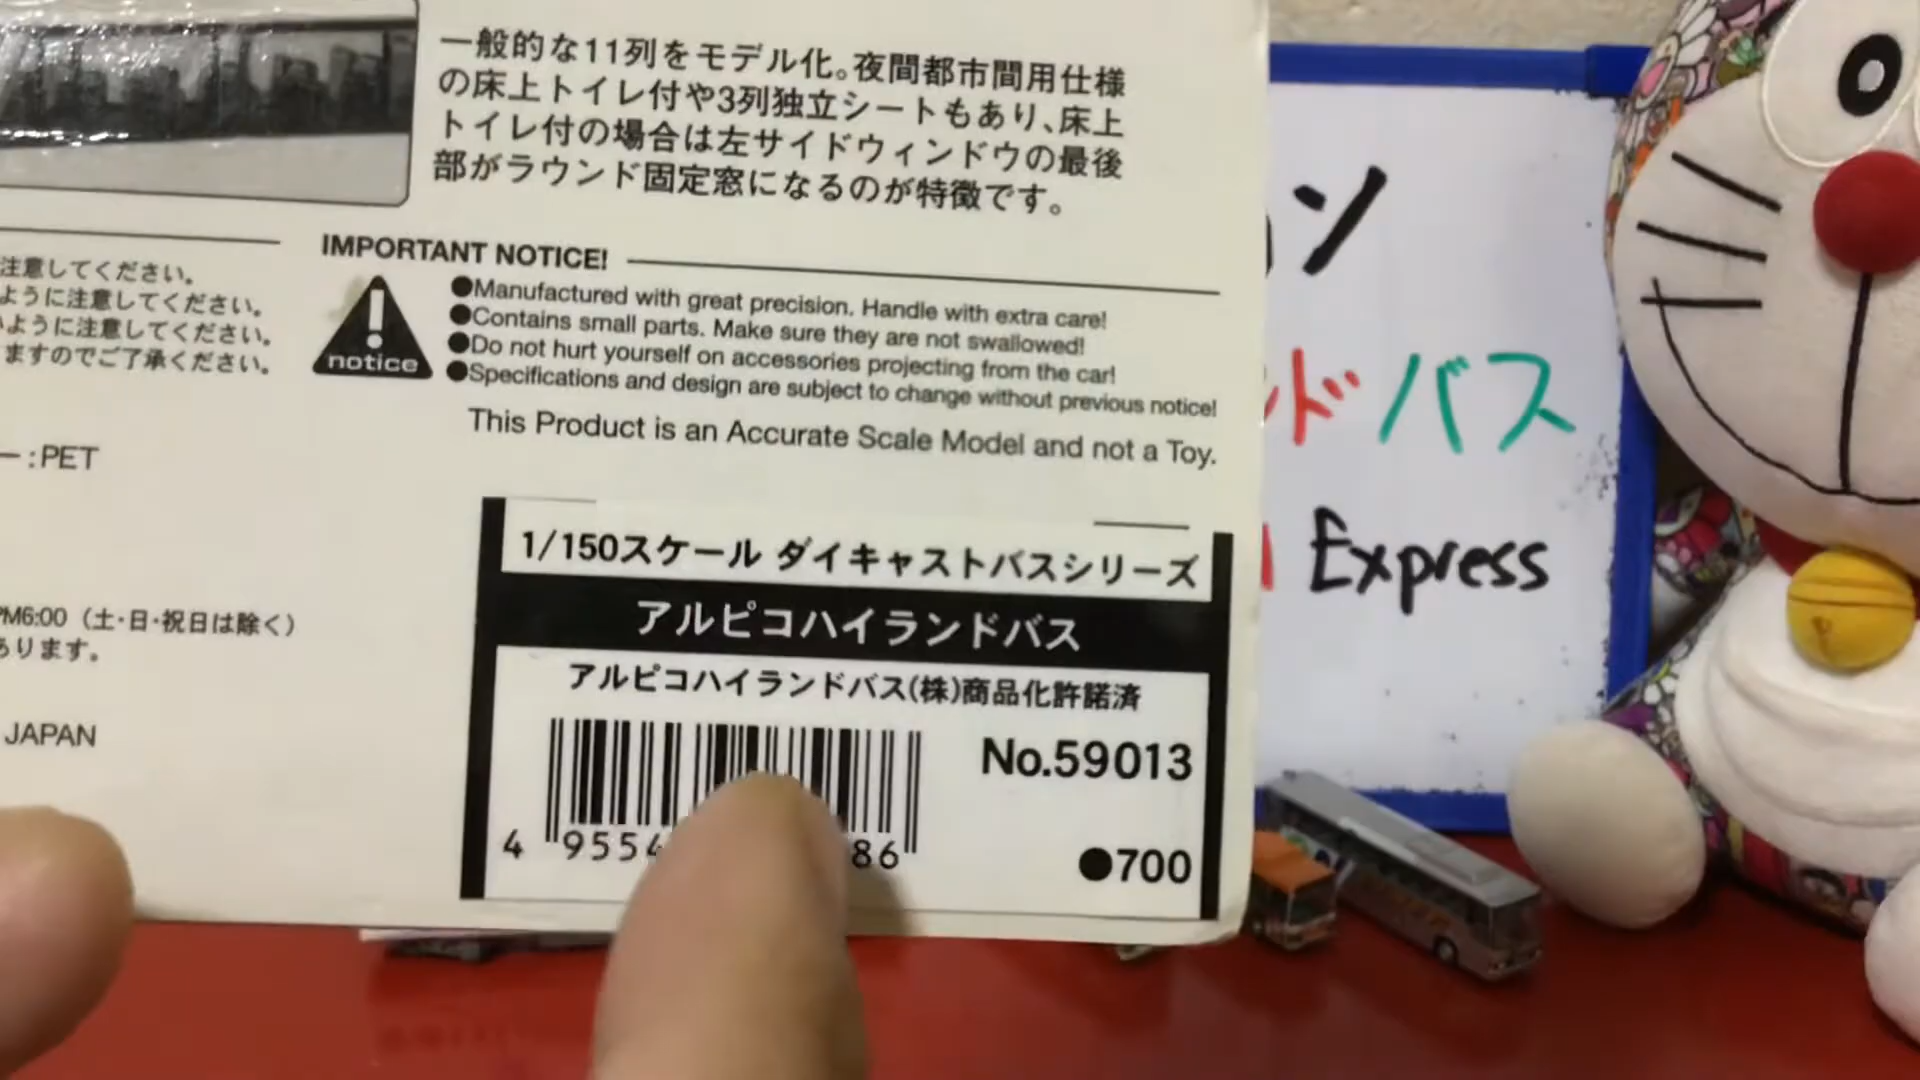 一般的な11列をモデル化。夜間都市間用仕様
の床上トイレ付や3列独立シートもあり、床上
トイレ付の場合は左サイドウィンドウの最後
部がラウンド固定窓になるのが特徴です。
注意してください。
ように注意してください。
いように注意してください。
ますのでご了承ください。
IMPORTANT NOTICE!
notice
●Manufactured with great precision. Handle with extra care!
●Contains small parts. Make sure they are not swallowed!
●Do not hurt yourself on accessories projecting from the car!
●Specifications and design are subject to change without previous notice!
This Product is an Accurate Scale Model and not a Toy.
ー:PET
PM6:00（土･日･祝日は除く）
あります。
JAPAN
1/150スケール ダイキャストバスシリーズ
アルピコハイランドバス
アルピコハイランドバス(株)商品化許諾済
No.59013
4 9554 86
●700
ン
ドバス
Express